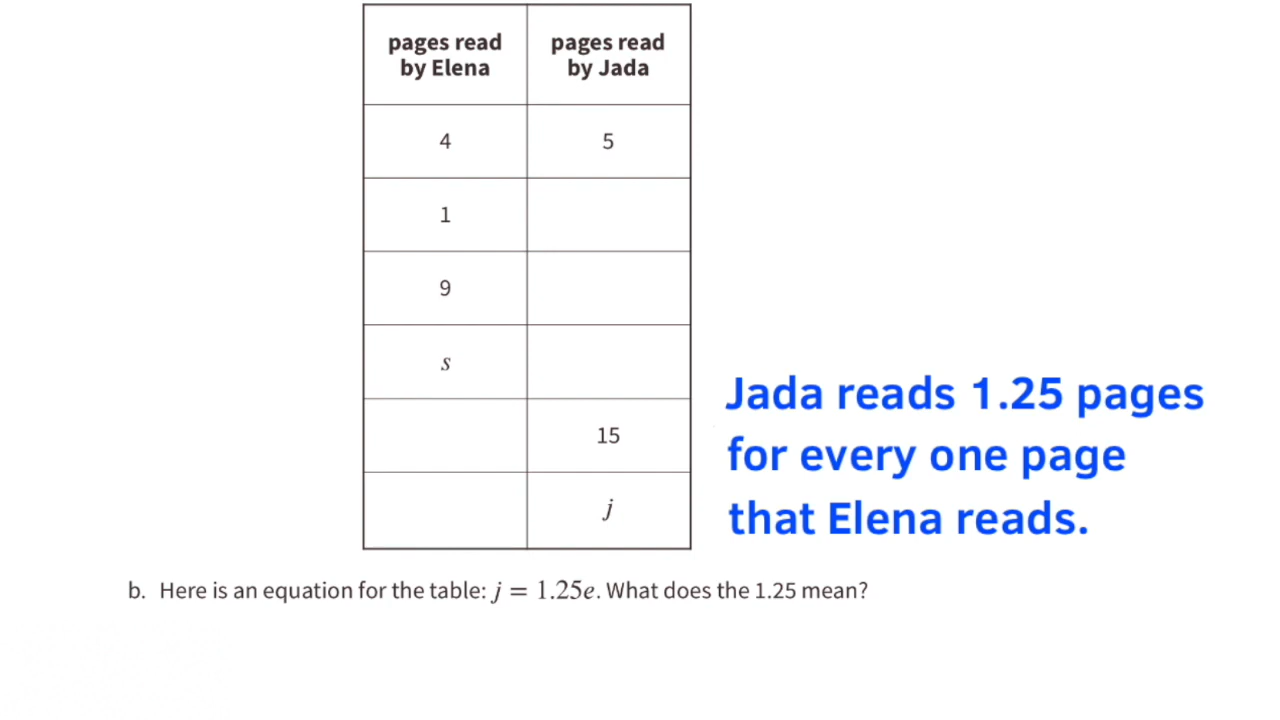 pages read pages read
by Elena by Jada
4 5
1
9
s
15
j
Jada reads 1.25 pages
for every one page
that Elena reads.
b. Here is an equation for the table: j = 1.25e. What does the 1.25 mean?